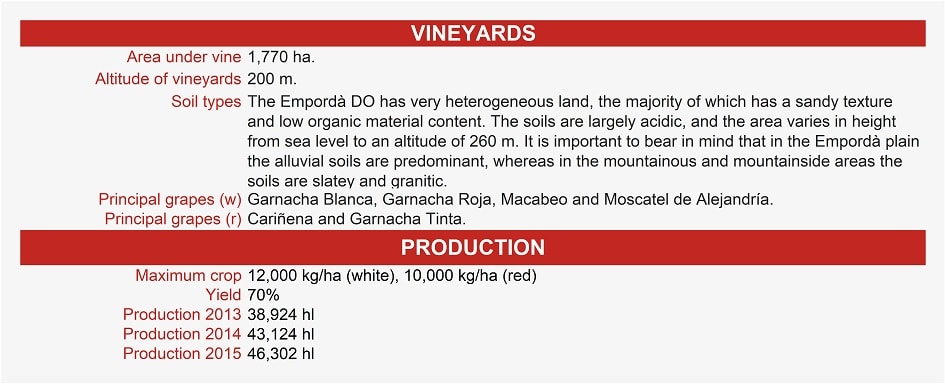 VINEYARDS
Area under vine 1,770 ha.
Altitude of vineyards 200 m.
Soil types The Empordà DO has very heterogeneous land, the majority of which has a sandy texture
and low organic material content. The soils are largely acidic, and the area varies in height
from sea level to an altitude of 260 m. It is important to bear in mind that in the Empordà plain
the alluvial soils are predominant, whereas in the mountainous and mountainside areas the
soils are slatey and granitic.
Principal grapes (w) Garnacha Blanca, Garnacha Roja, Macabeo and Moscatel de Alejandría.
Principal grapes (r) Cariñena and Garnacha Tinta.
PRODUCTION
Maximum crop 12,000 kg/ha (white), 10,000 kg/ha (red)
Yield 70%
Production 2013 38,924 hl
Production 2014 43,124 hl
Production 2015 46,302 hl